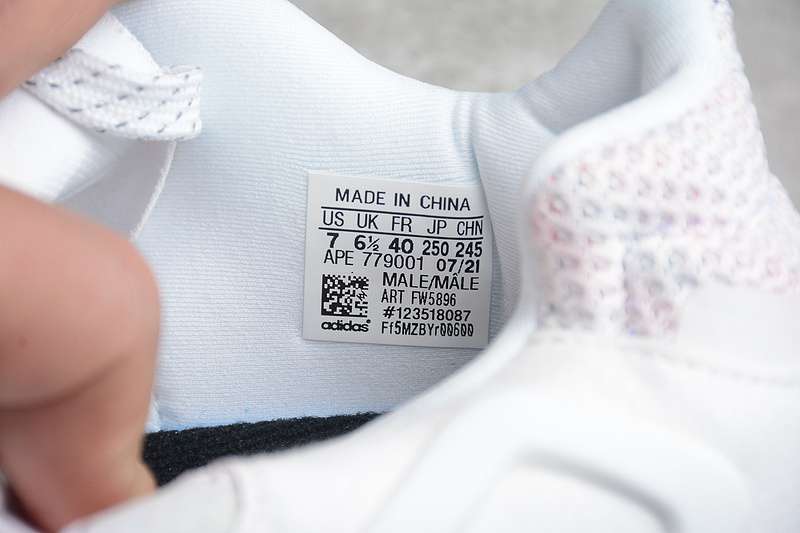 MADE IN CHINA
US UK FR JP CHN
7 6½ 40 250 245
APE 779001 07/21
MALE/MÂLE
ART FW5896
#123518087
adidas Ff5MZBYr00600